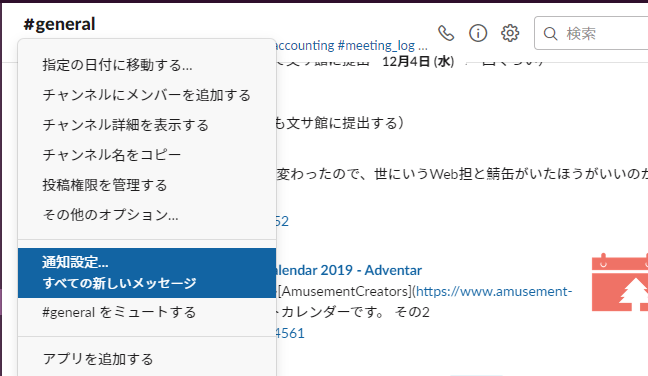 #general
accounting #meeting_log ...
検索
指定の日付に移動する...
12月4日 (水)
チャンネルにメンバーを追加する
チャンネル詳細を表示する
も文サ館に提出する）
チャンネル名をコピー
投稿権限を管理する
変わったので、世にいうWeb担と鯖缶がいたほうがいいのか
その他のオプション...
52
通知設定...
すべての新しいメッセージ
alendar 2019 - Adventar
[AmusementCreators](https://www.amusement-
#general をミュートする
トカレンダーです。 その2
4561
アプリを追加する